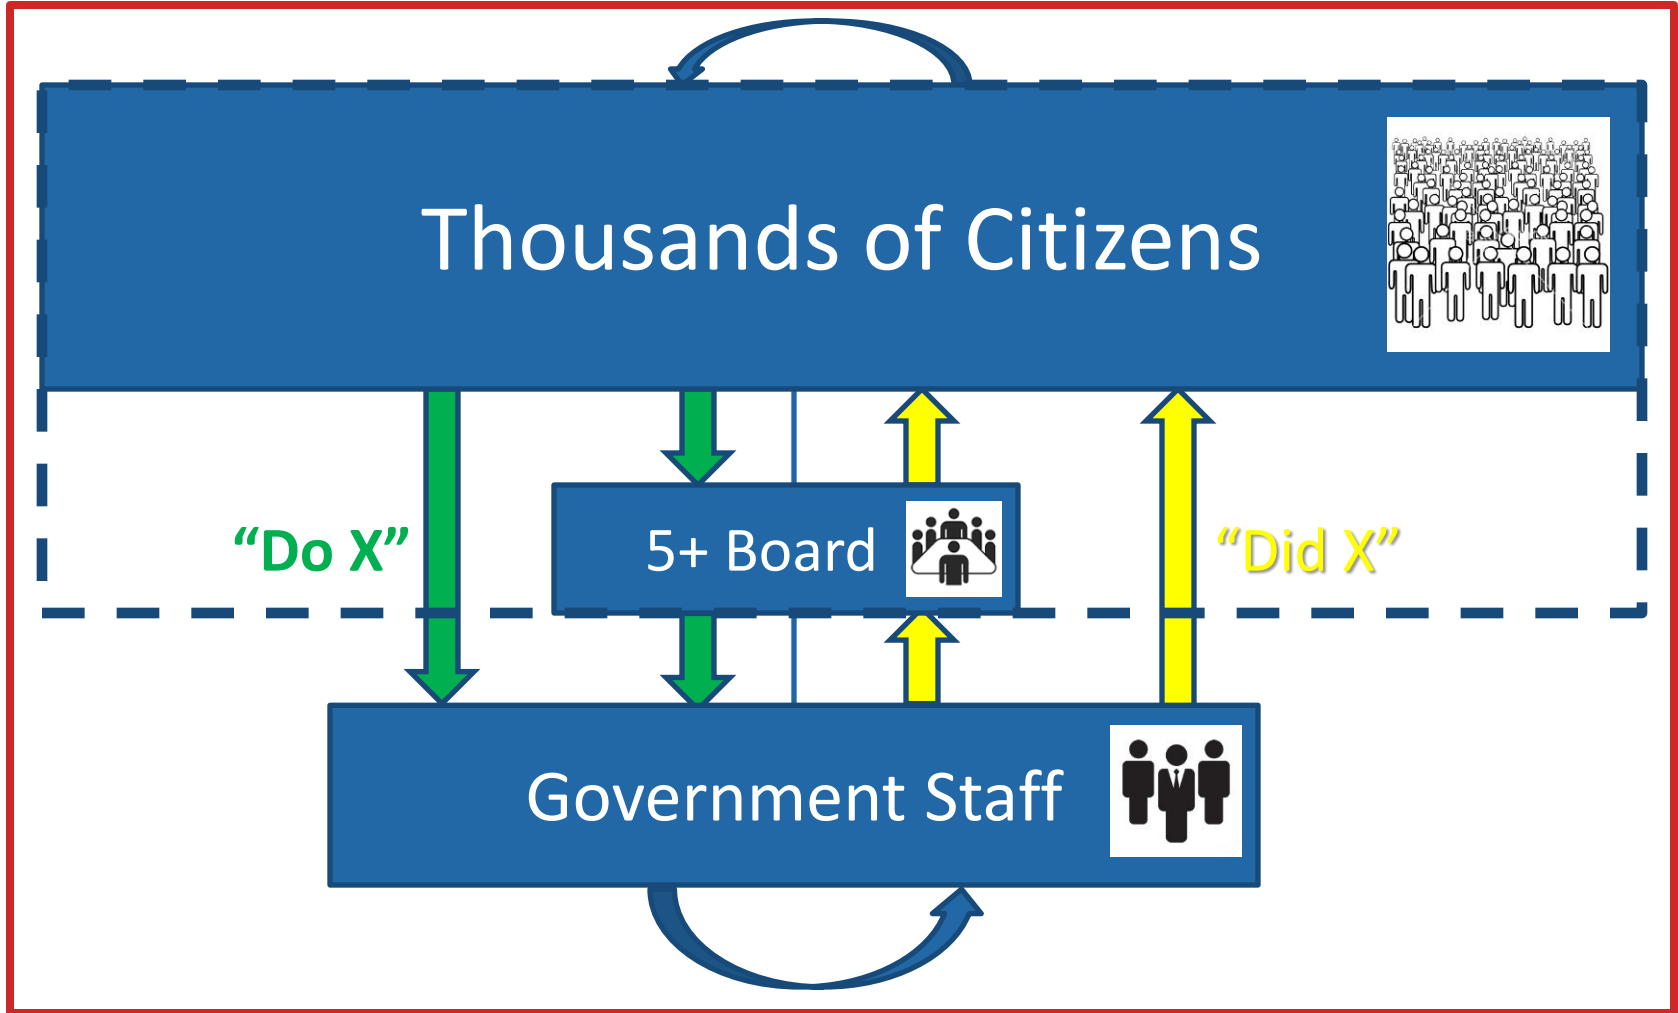 Thousands of Citizens
“Do X”
5+ Board
“Did X”
Government Staff